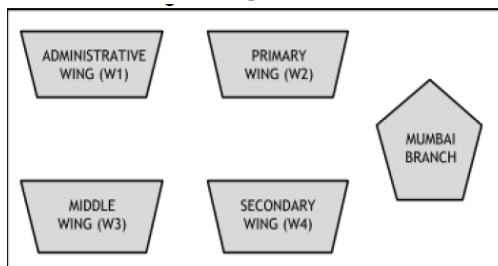 ADMINISTRATIVE
WING (W1)
PRIMARY
WING (W2)
MUMBAI
BRANCH
MIDDLE
WING (W3)
SECONDARY
WING (W4)